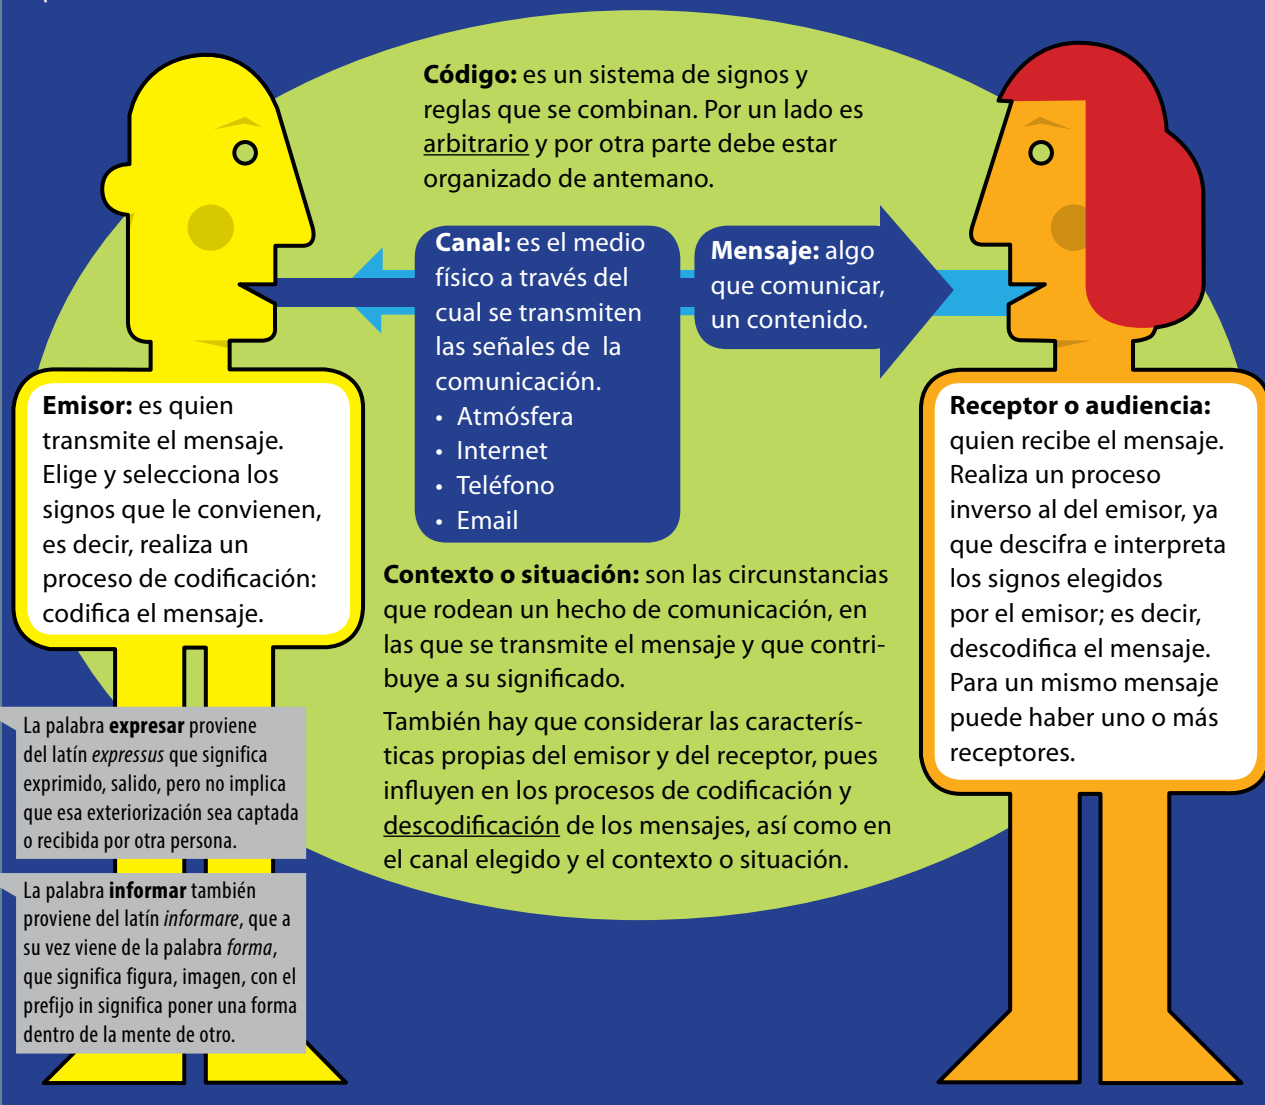 Código: es un sistema de signos y
reglas que se combinan. Por un lado es
arbitrario y por otra parte debe estar
organizado de antemano.
Canal: es el medio
físico a través del
cual se transmiten
las señales de la
comunicación.
• Atmósfera
• Internet
• Teléfono
• Email
Mensaje: algo
que comunicar,
un contenido.
Emisor: es quien
transmite el mensaje.
Elige y selecciona los
signos que le convienen,
es decir, realiza un
proceso de codificación:
codifica el mensaje.
Receptor o audiencia:
quien recibe el mensaje.
Realiza un proceso
inverso al del emisor, ya
que descifra e interpreta
los signos elegidos
por el emisor; es decir,
descodifica el mensaje.
Para un mismo mensaje
puede haber uno o más
receptores.
Contexto o situación: son las circunstancias
que rodean un hecho de comunicación, en
las que se transmite el mensaje y que contri-
buye a su significado.
También hay que considerar las caracterís-
ticas propias del emisor y del receptor, pues
influyen en los procesos de codificación y
descodificación de los mensajes, así como en
el canal elegido y el contexto o situación.
La palabra expresar proviene
del latín expressus que significa
exprimido, salido, pero no implica
que esa exteriorización sea captada
o recibida por otra persona.
La palabra informar también
proviene del latín informare, que a
su vez viene de la palabra forma,
que significa figura, imagen, con el
prefijo in significa poner una forma
dentro de la mente de otro.